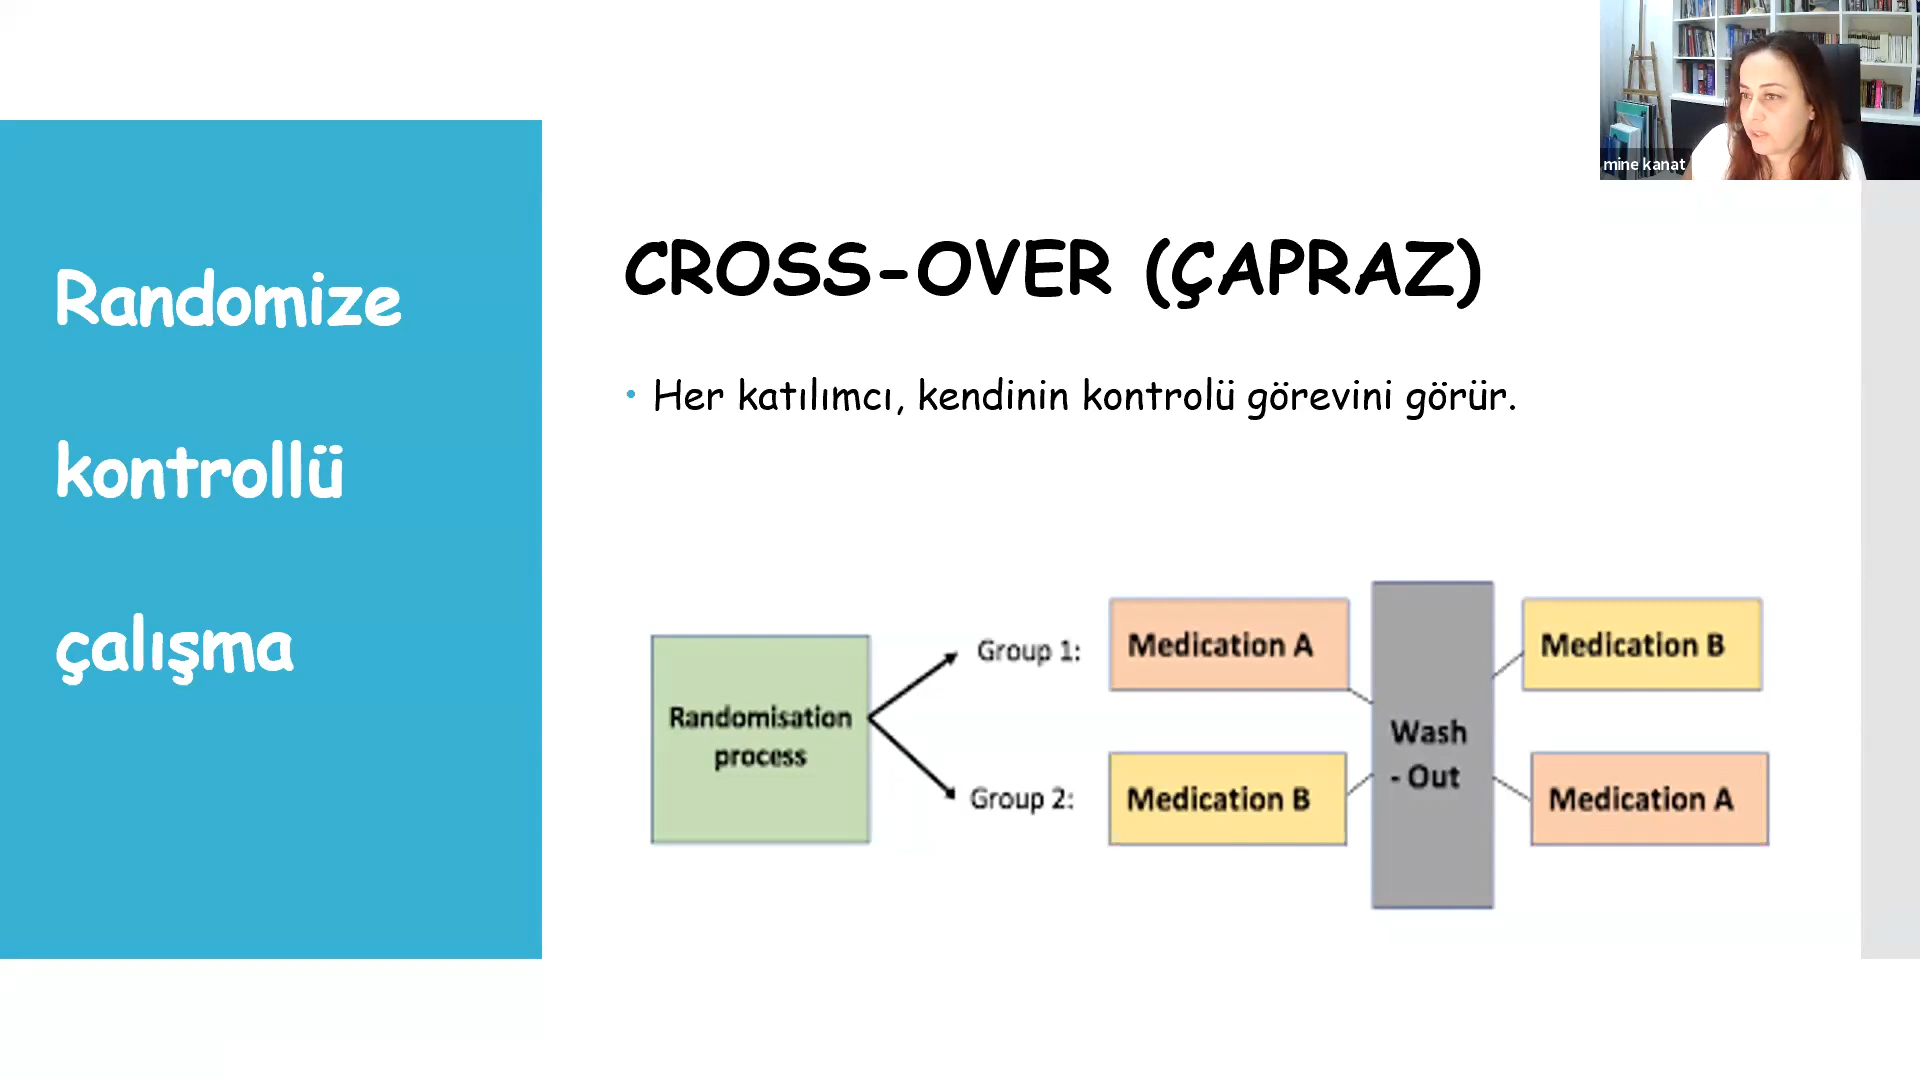 mine kanat
Randomize
kontrollü
çalışma
CROSS-OVER (ÇAPRAZ)
• Her katılımcı, kendinin kontrolü görevini görür.
Randomisation
process
Group 1:
Medication A
Group 2:
Medication B
Wash
- Out
Medication B
Medication A